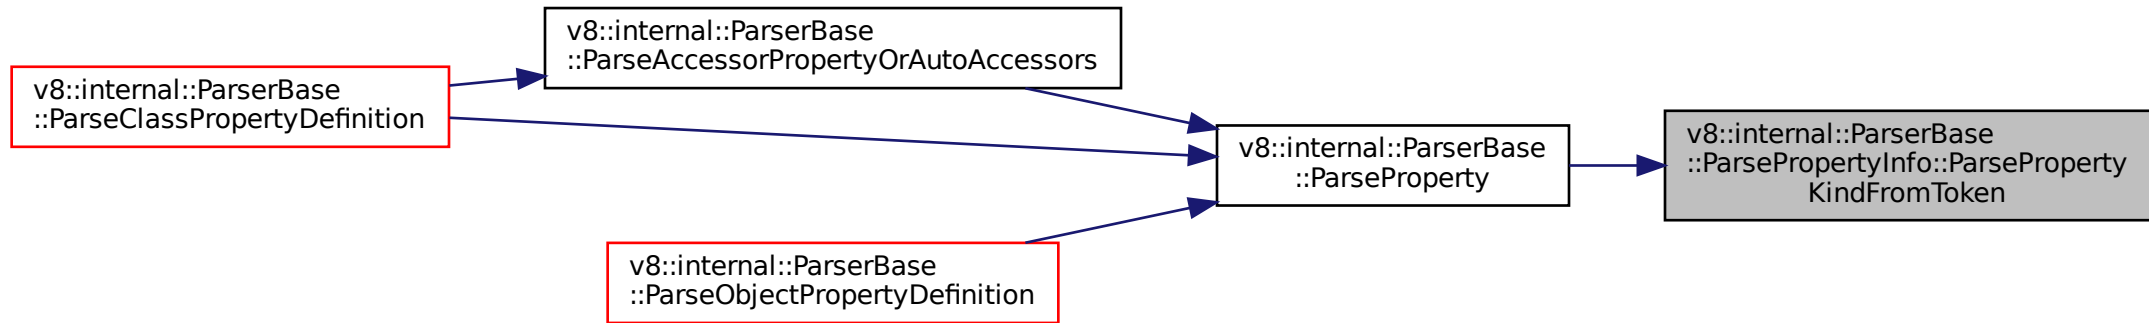 v8::internal::ParserBase
::ParseAccessorPropertyOrAutoAccessors
v8::internal::ParserBase
::ParseClassPropertyDefinition
v8::internal::ParserBase
::ParseProperty
v8::internal::ParserBase
::ParsePropertyInfo::ParseProperty
KindFromToken
v8::internal::ParserBase
::ParseObjectPropertyDefinition